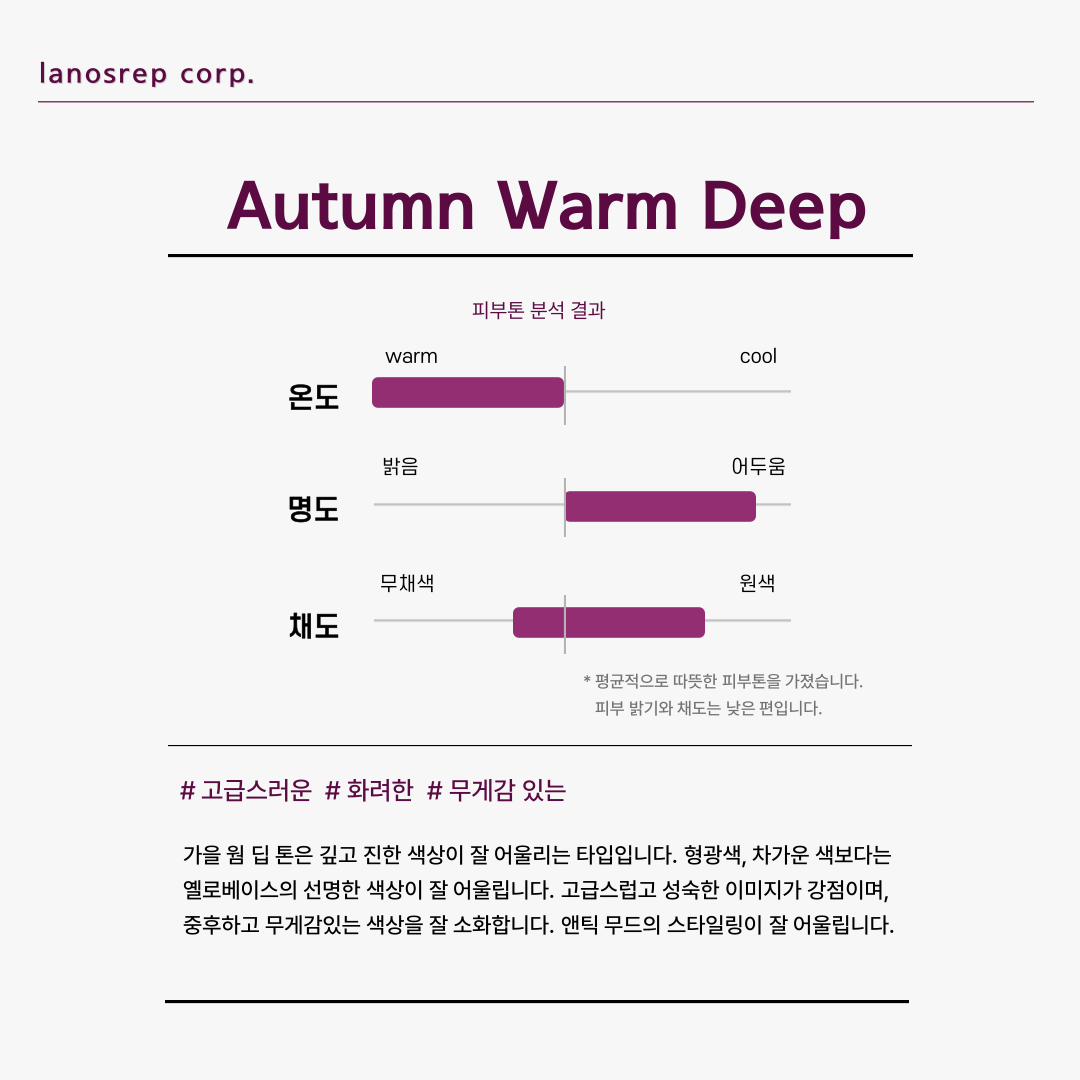 lanosrep corp.
Autumn Warm Deep
피부톤 분석 결과
warm cool
온도
밝음 어두움
명도
무채색 원색
채도
* 평균적으로 따뜻한 피부톤을 가졌습니다.
피부 밝기와 채도는 낮은 편입니다.
# 고급스러운 # 화려한 # 무게감 있는
가을 웜 딥 톤은 깊고 진한 색상이 잘 어울리는 타입입니다. 형광색, 차가운 색보다는
옐로베이스의 선명한 색상이 잘 어울립니다. 고급스럽고 성숙한 이미지가 강점이며,
중후하고 무게감있는 색상을 잘 소화합니다. 앤틱 무드의 스타일링이 잘 어울립니다.